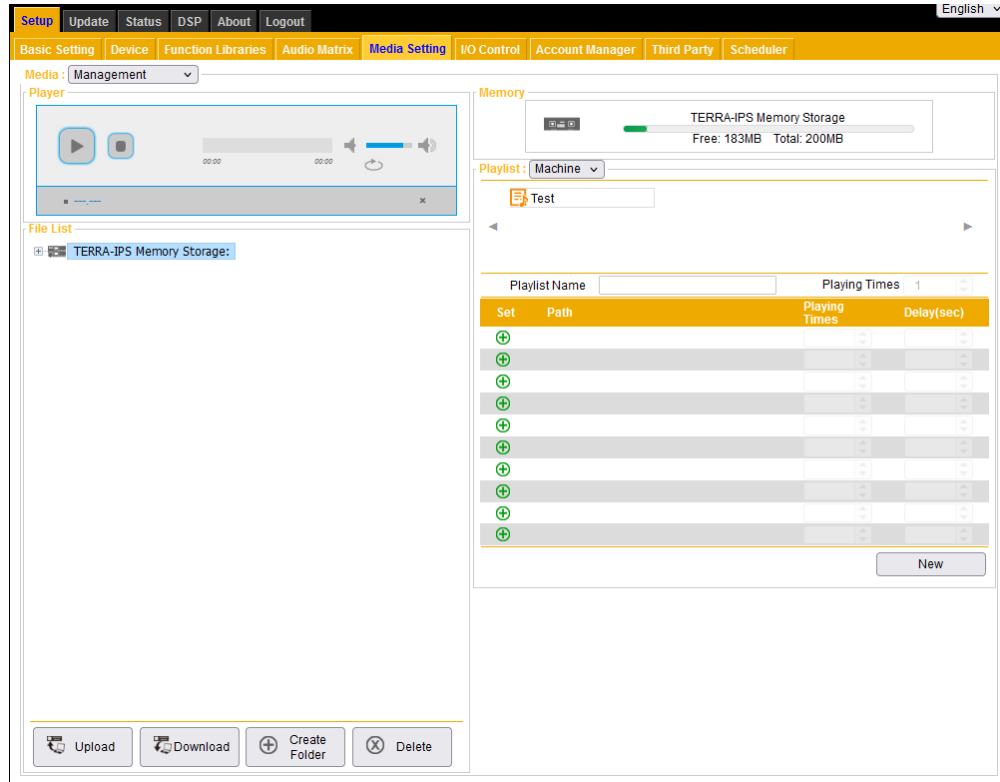 English
Setup Update Status DSP About Logout
Basic Setting Device Function Libraries Audio Matrix Media Setting I/O Control Account Manager Third Party Scheduler
Media : Management
Player
00:00 00:00
---.---
File List
TERRA-IPS Memory Storage:
Upload Download Create Folder Delete
Memory
TERRA-IPS Memory Storage
Free: 183MB Total: 200MB
Playlist : Machine
Test
Playlist Name Playing Times 1
Set Path Playing Times Delay(sec)
New